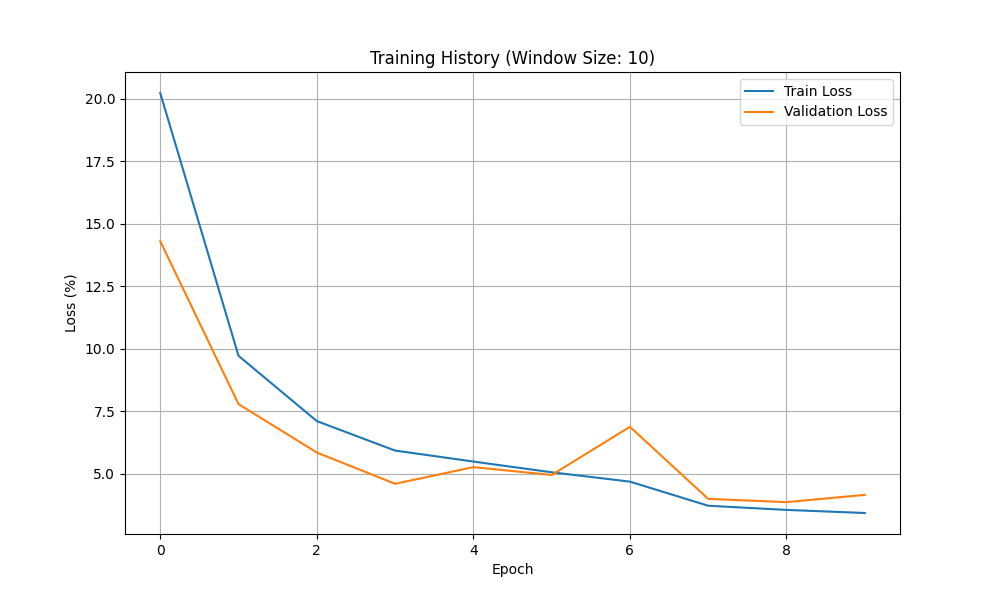 Training History (Window Size: 10)
Train Loss
Validation Loss
20.0
17.5
15.0
12.5
10.0
7.5
5.0
Loss (%)
0 2 4 6 8
Epoch